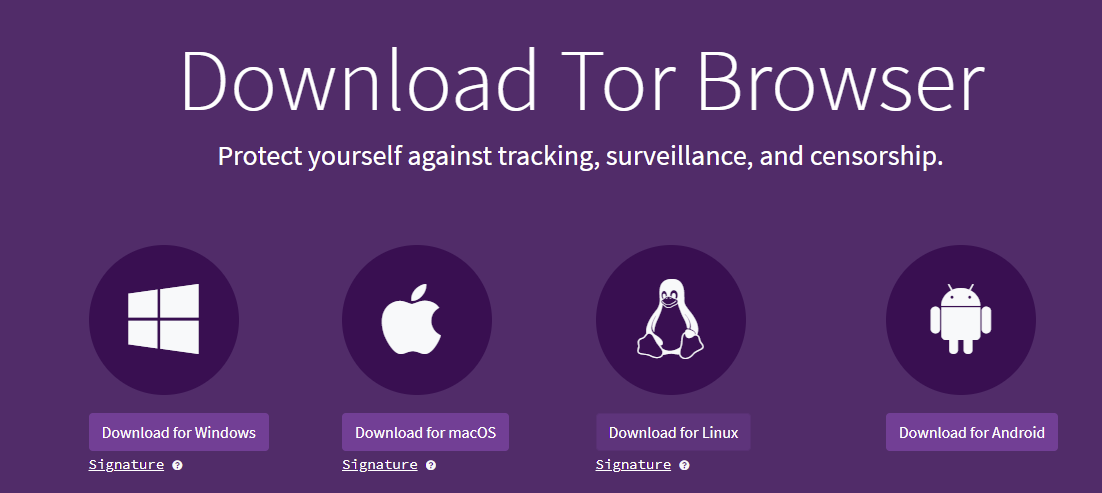 Download Tor Browser
Protect yourself against tracking, surveillance, and censorship.
Download for Windows
Signature ?
Download for macOS
Signature ?
Download for Linux
Signature ?
Download for Android